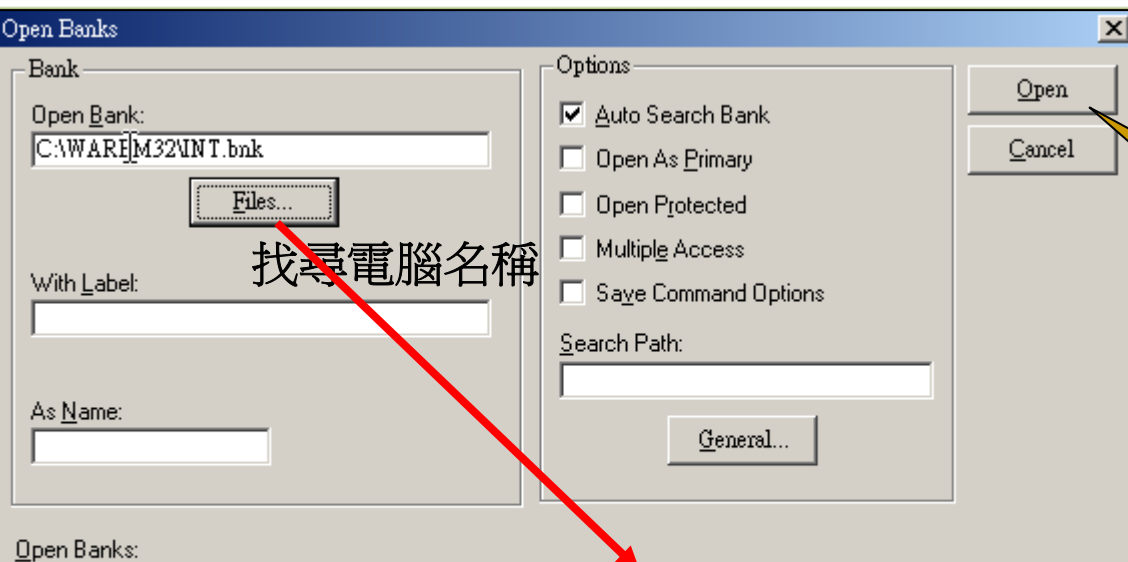 Open Banks
Bank
Open Bank:
C:\WAREM32\INT.bnk
Files...
找尋電腦名稱
With Label:
As Name:
Options
Auto Search Bank
Open As Primary
Open Protected
Multiple Access
Save Command Options
Search Path:
General...
Open
Cancel
Open Banks: